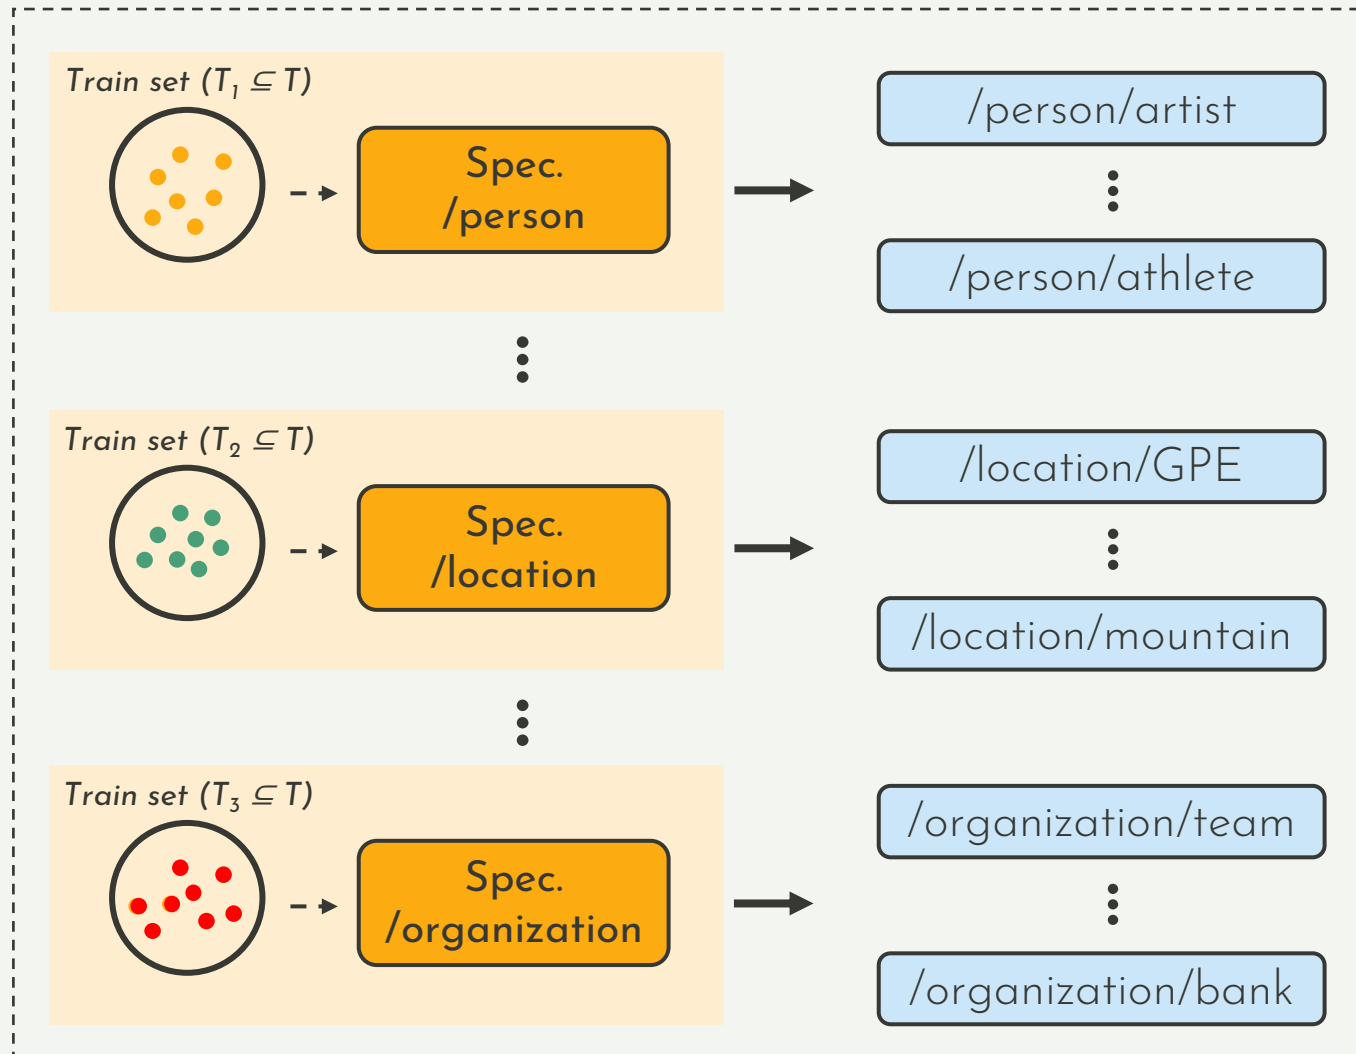 Train set (T₁ ⊆ T)
Spec.
/person
/person/artist
/person/athlete
Train set (T₂ ⊆ T)
Spec.
/location
/location/GPE
/location/mountain
Train set (T₃ ⊆ T)
Spec.
/organization
/organization/team
/organization/bank